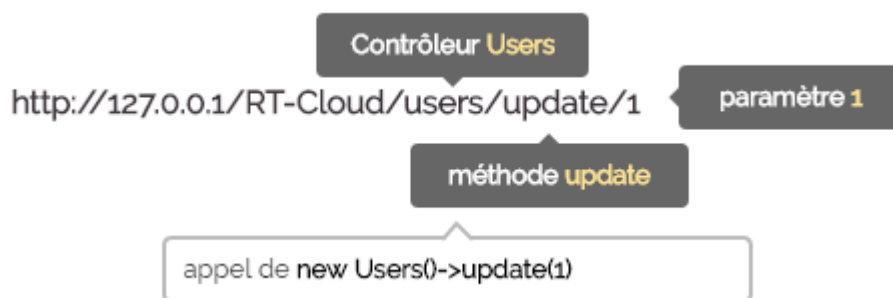 Contrôleur Users
http://127.0.0.1/RT-Cloud/users/update/1
paramètre 1
méthode update
appel de new Users()->update(1)